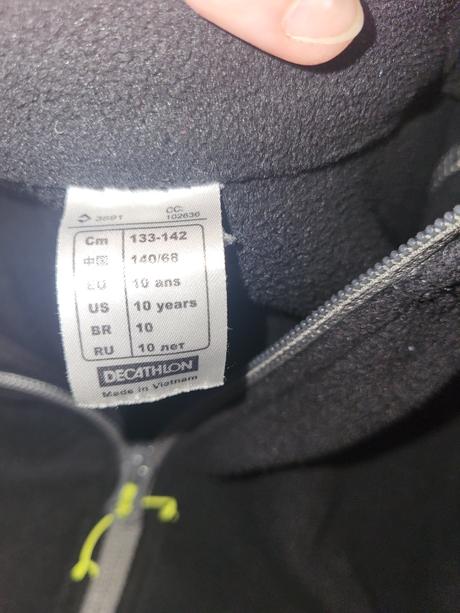 3691 CC: 102636
Cm 133-142
中国 140/68
EU 10 ans
US 10 years
BR 10
RU 10 лет
DECATHLON
Made in Vietnam